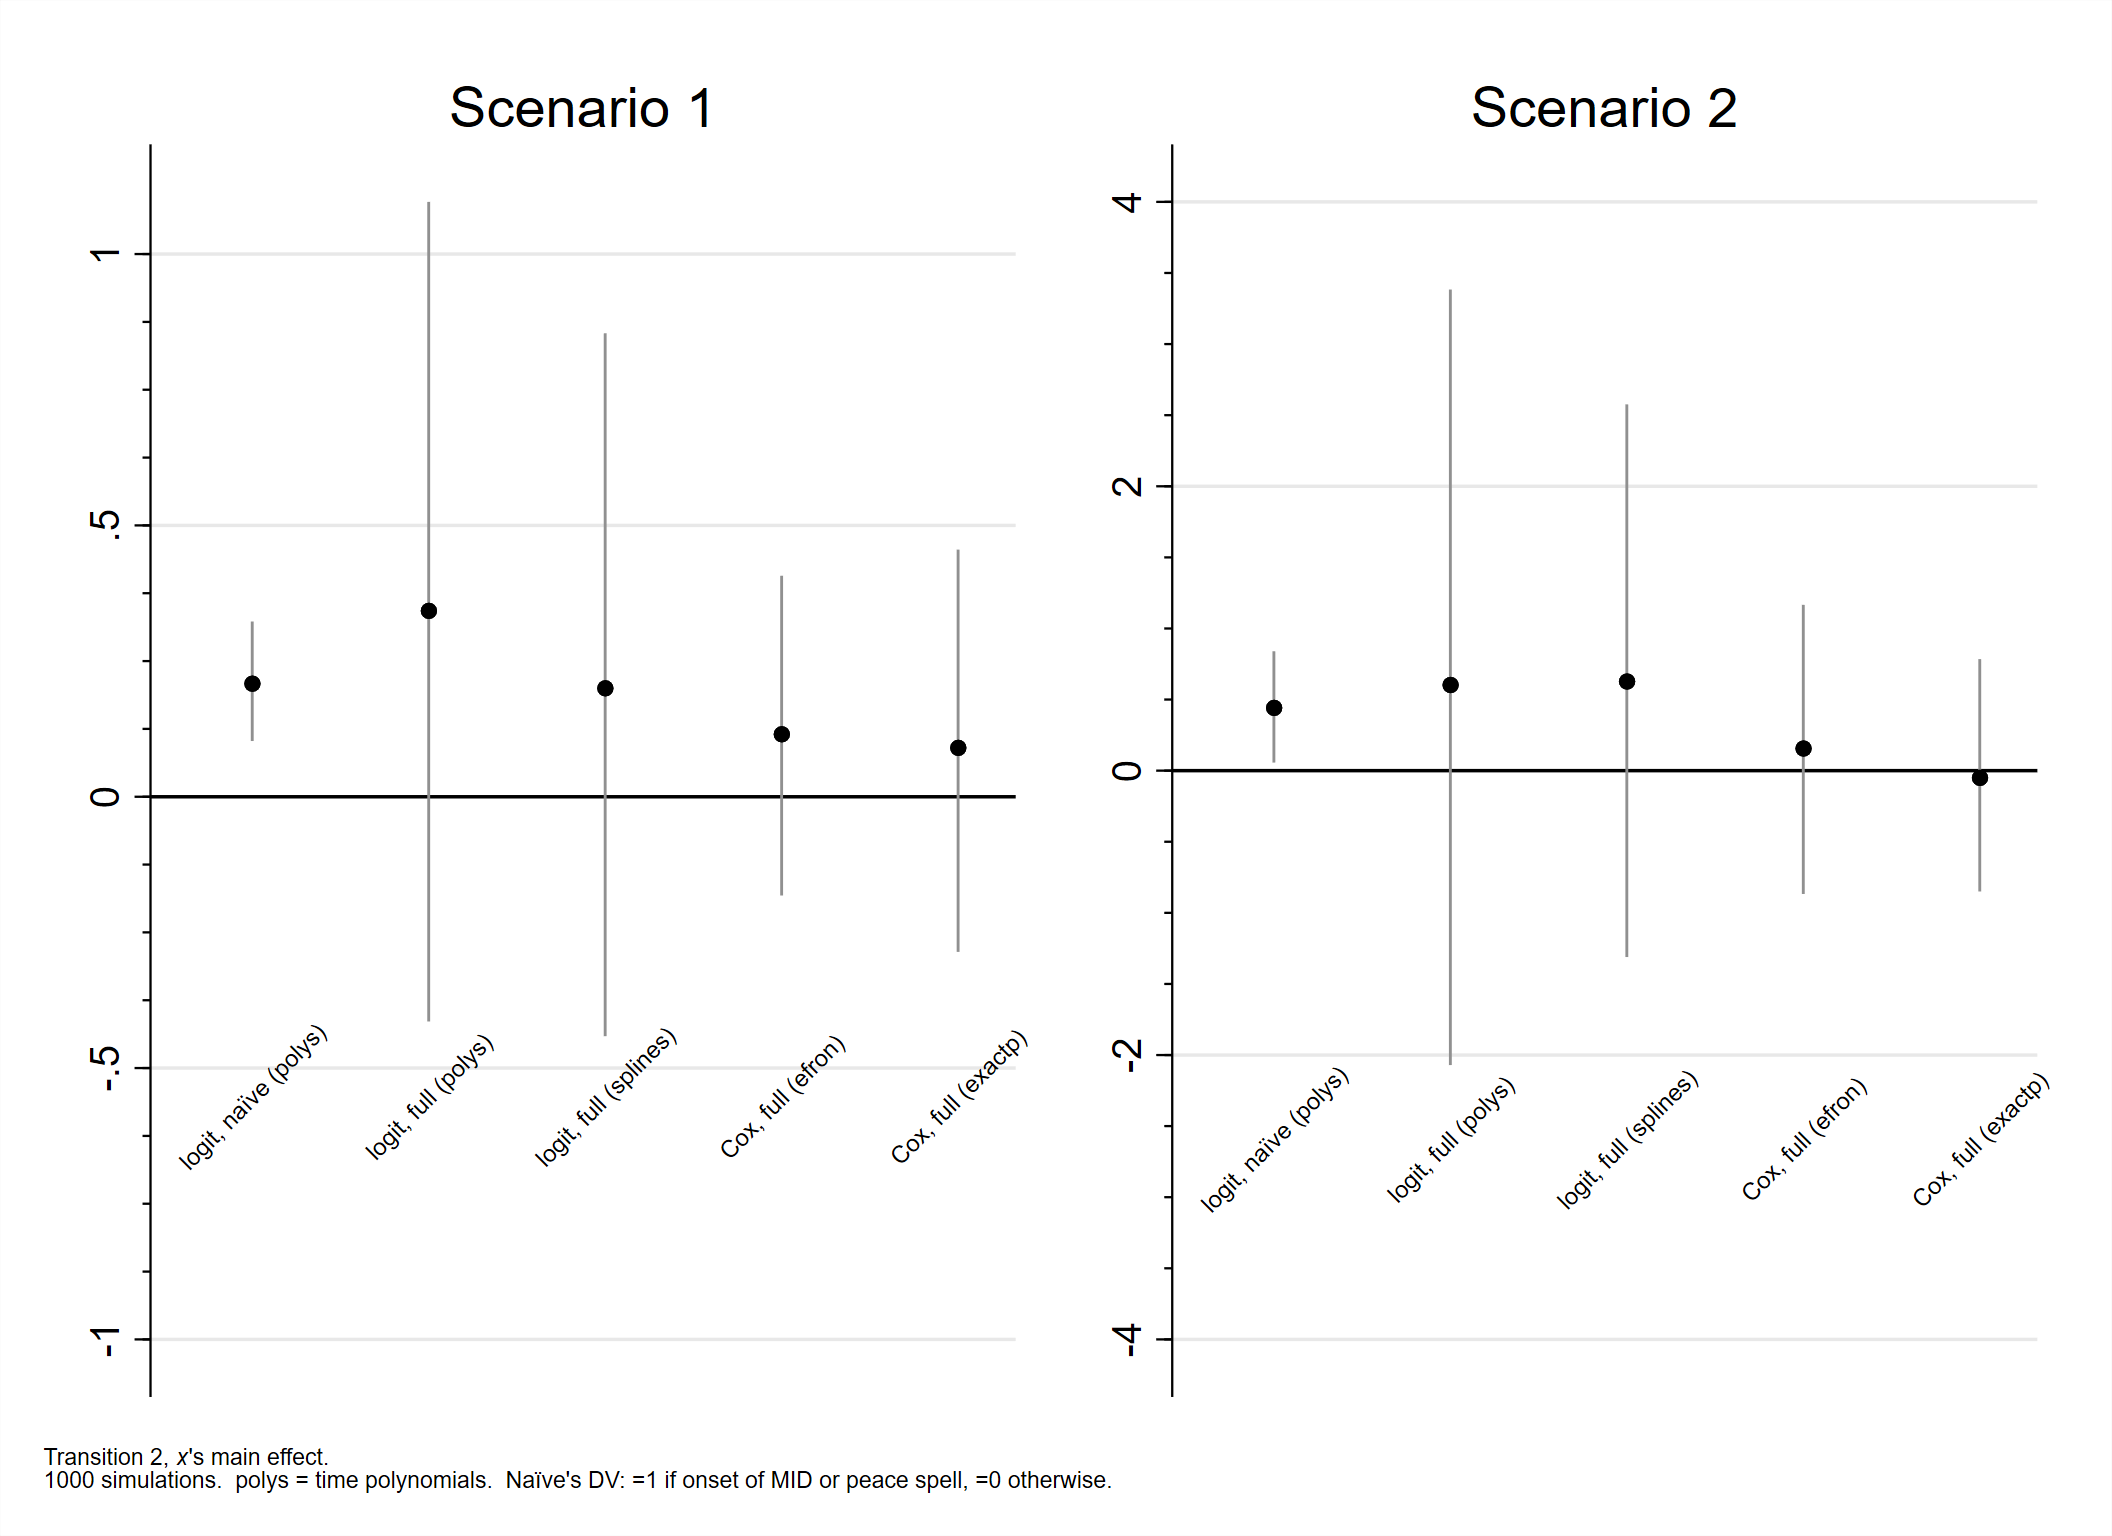 Scenario 1
1
.5
0
-.5
-1
logit, naïve (polys)
logit, full (polys)
logit, full (splines)
Cox, full (efron)
Cox, full (exactp)
Scenario 2
4
2
0
-2
-4
logit, naïve (polys)
logit, full (polys)
logit, full (splines)
Cox, full (efron)
Cox, full (exactp)
Transition 2, x's main effect.
1000 simulations.  polys = time polynomials.  Naïve's DV: =1 if onset of MID or peace spell, =0 otherwise.